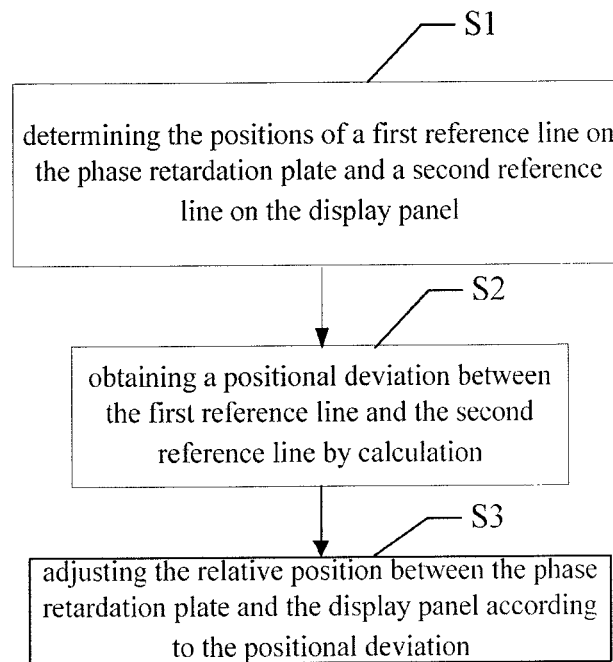 S1
determining the positions of a first reference line on
the phase retardation plate and a second reference
line on the display panel
S2
obtaining a positional deviation between
the first reference line and the second
reference line by calculation
S3
adjusting the relative position between the phase
retardation plate and the display panel according
to the positional deviation